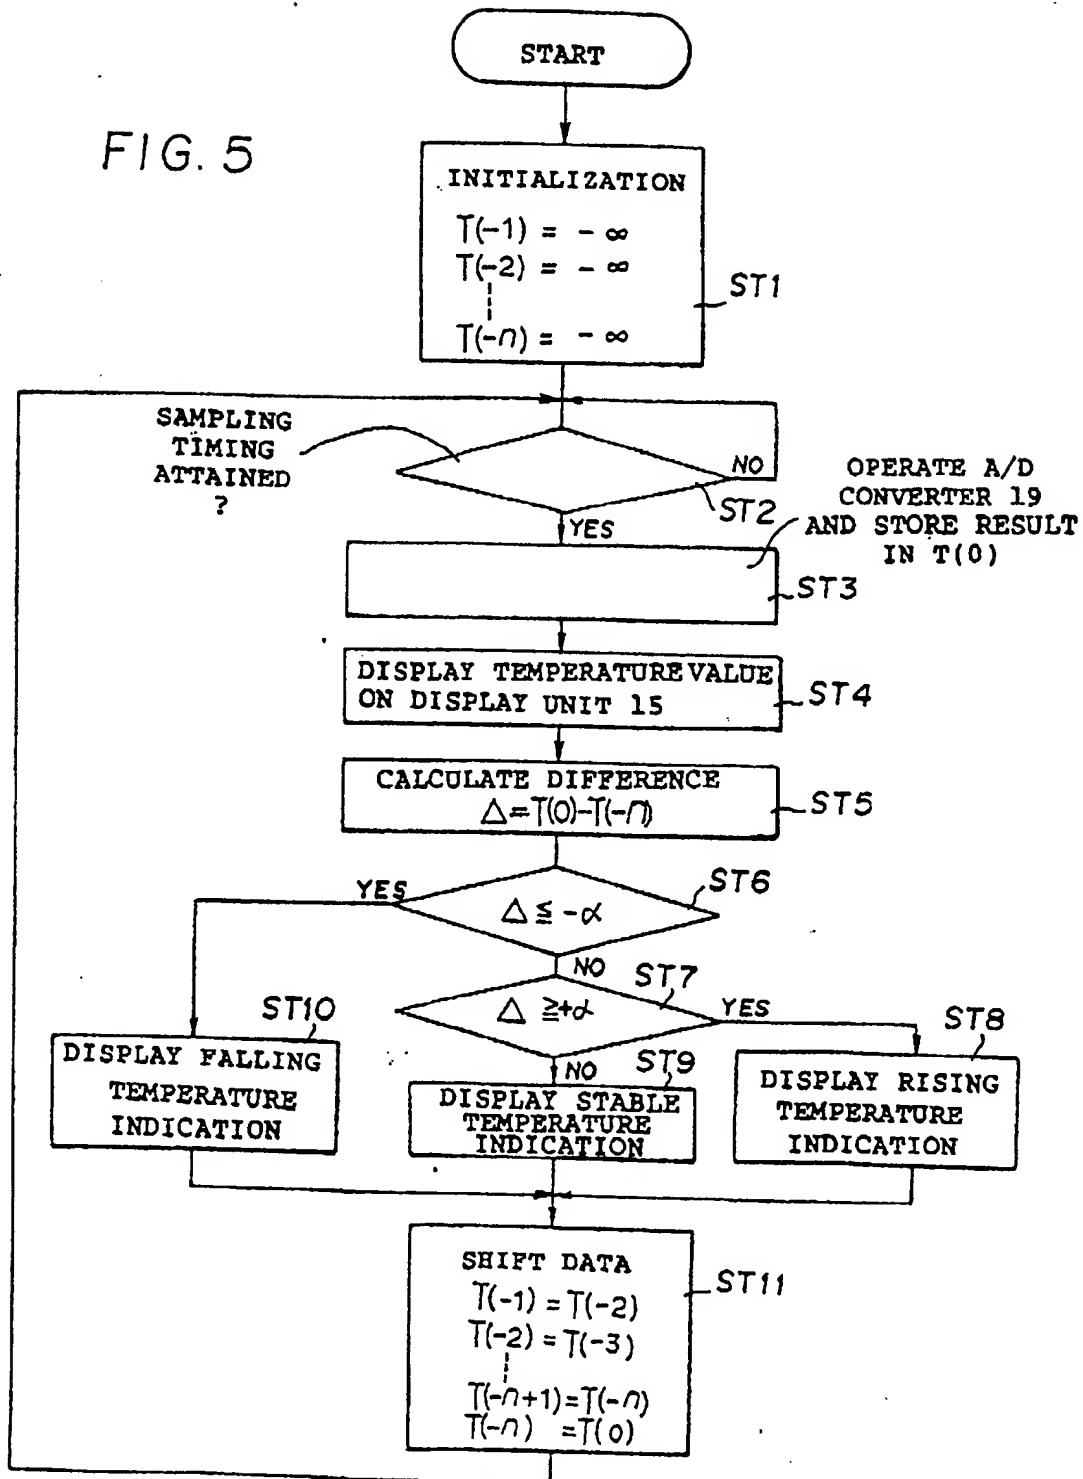 START
FIG. 5
INITIALIZATION
T(-1) = - ∞
T(-2) = - ∞
T(-n) = - ∞
ST1
SAMPLING
TIMING
ATTAINED
?
NO
ST2
YES
OPERATE A/D
CONVERTER 19
AND STORE RESULT
IN T(0)
ST3
DISPLAY TEMPERATURE VALUE
ON DISPLAY UNIT 15
ST4
CALCULATE DIFFERENCE
Δ=T(0)-T(-n)
ST5
YES
Δ ≦ -α
ST6
NO
Δ ≧+α
ST7
YES
ST10
DISPLAY FALLING
TEMPERATURE
INDICATION
NO
ST9
DISPLAY STABLE
TEMPERATURE
INDICATION
ST8
DISPLAY RISING
TEMPERATURE
INDICATION
SHIFT DATA
T(-1) = T(-2)
T(-2) = T(-3)
T(-n+1)=T(-n)
T(-n) =T(0)
ST11